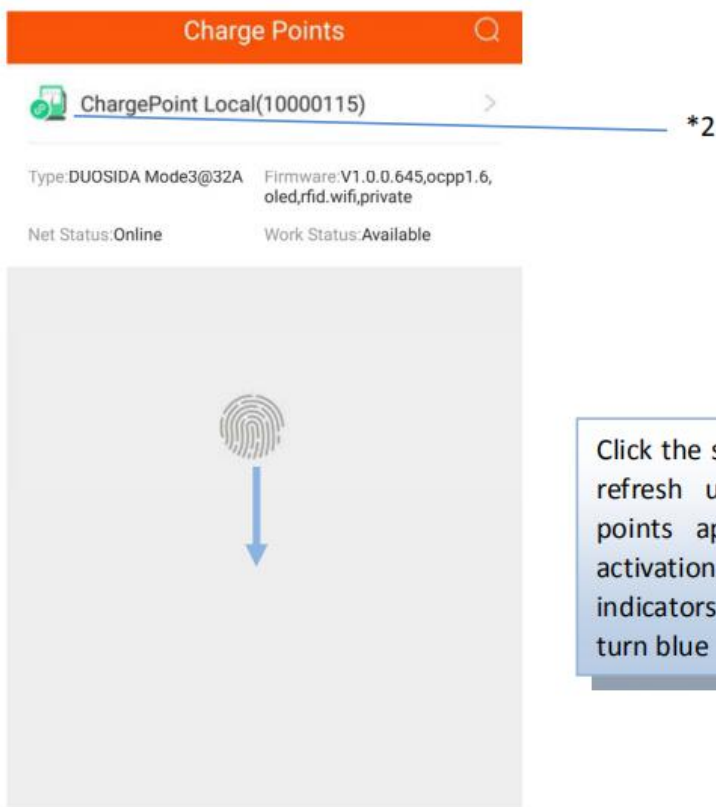 Charge Points
ChargePoint Local(10000115)
*2
Type:DUOSIDA Mode3@32A
Firmware:V1.0.0.645,ocpp1.6,
oled,rfid.wifi,private
Net Status:Online
Work Status:Available
Click the
refresh
points
activation
indicators
turn blue